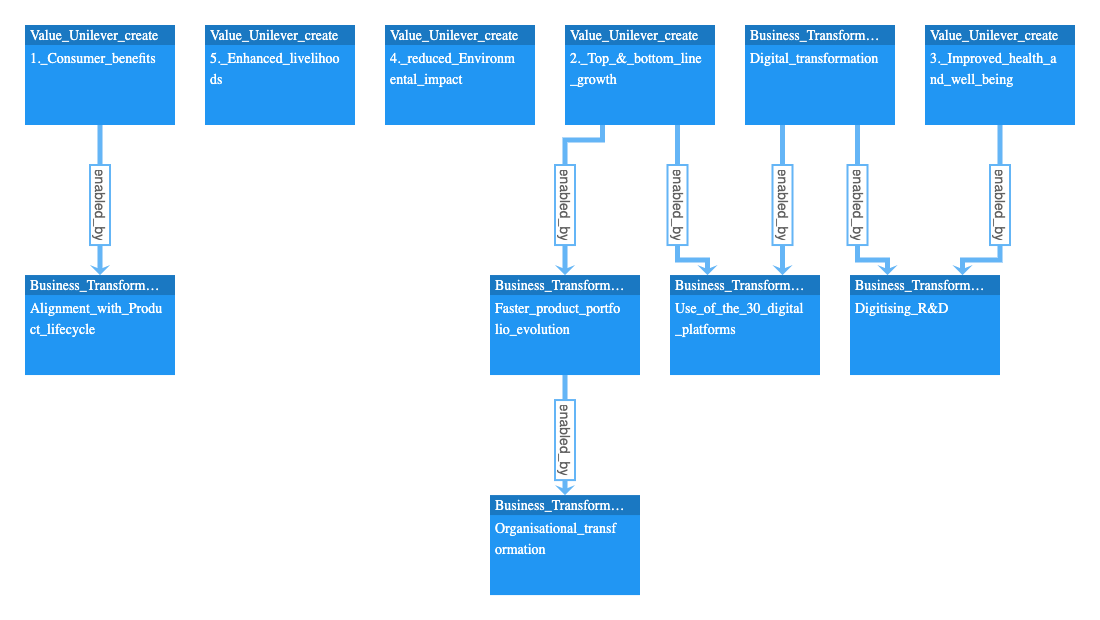 Value_Unilever_create
1._Consumer_benefits
Value_Unilever_create
5._Enhanced_livelihoo
ds
Value_Unilever_create
4._reduced_Environm
ental_impact
Value_Unilever_create
2._Top_&_bottom_line
_growth
Business_Transform…
Digital_transformation
Value_Unilever_create
3._Improved_health_a
nd_well_being
enabled_by
enabled_by
enabled_by
enabled_by
enabled_by
enabled_by
Business_Transform…
Alignment_with_Produ
ct_lifecycle
Business_Transform…
Faster_product_portfo
lio_evolution
Business_Transform…
Use_of_the_30_digital
_platforms
Business_Transform…
Digitising_R&D
enabled_by
Business_Transform…
Organisational_transf
ormation